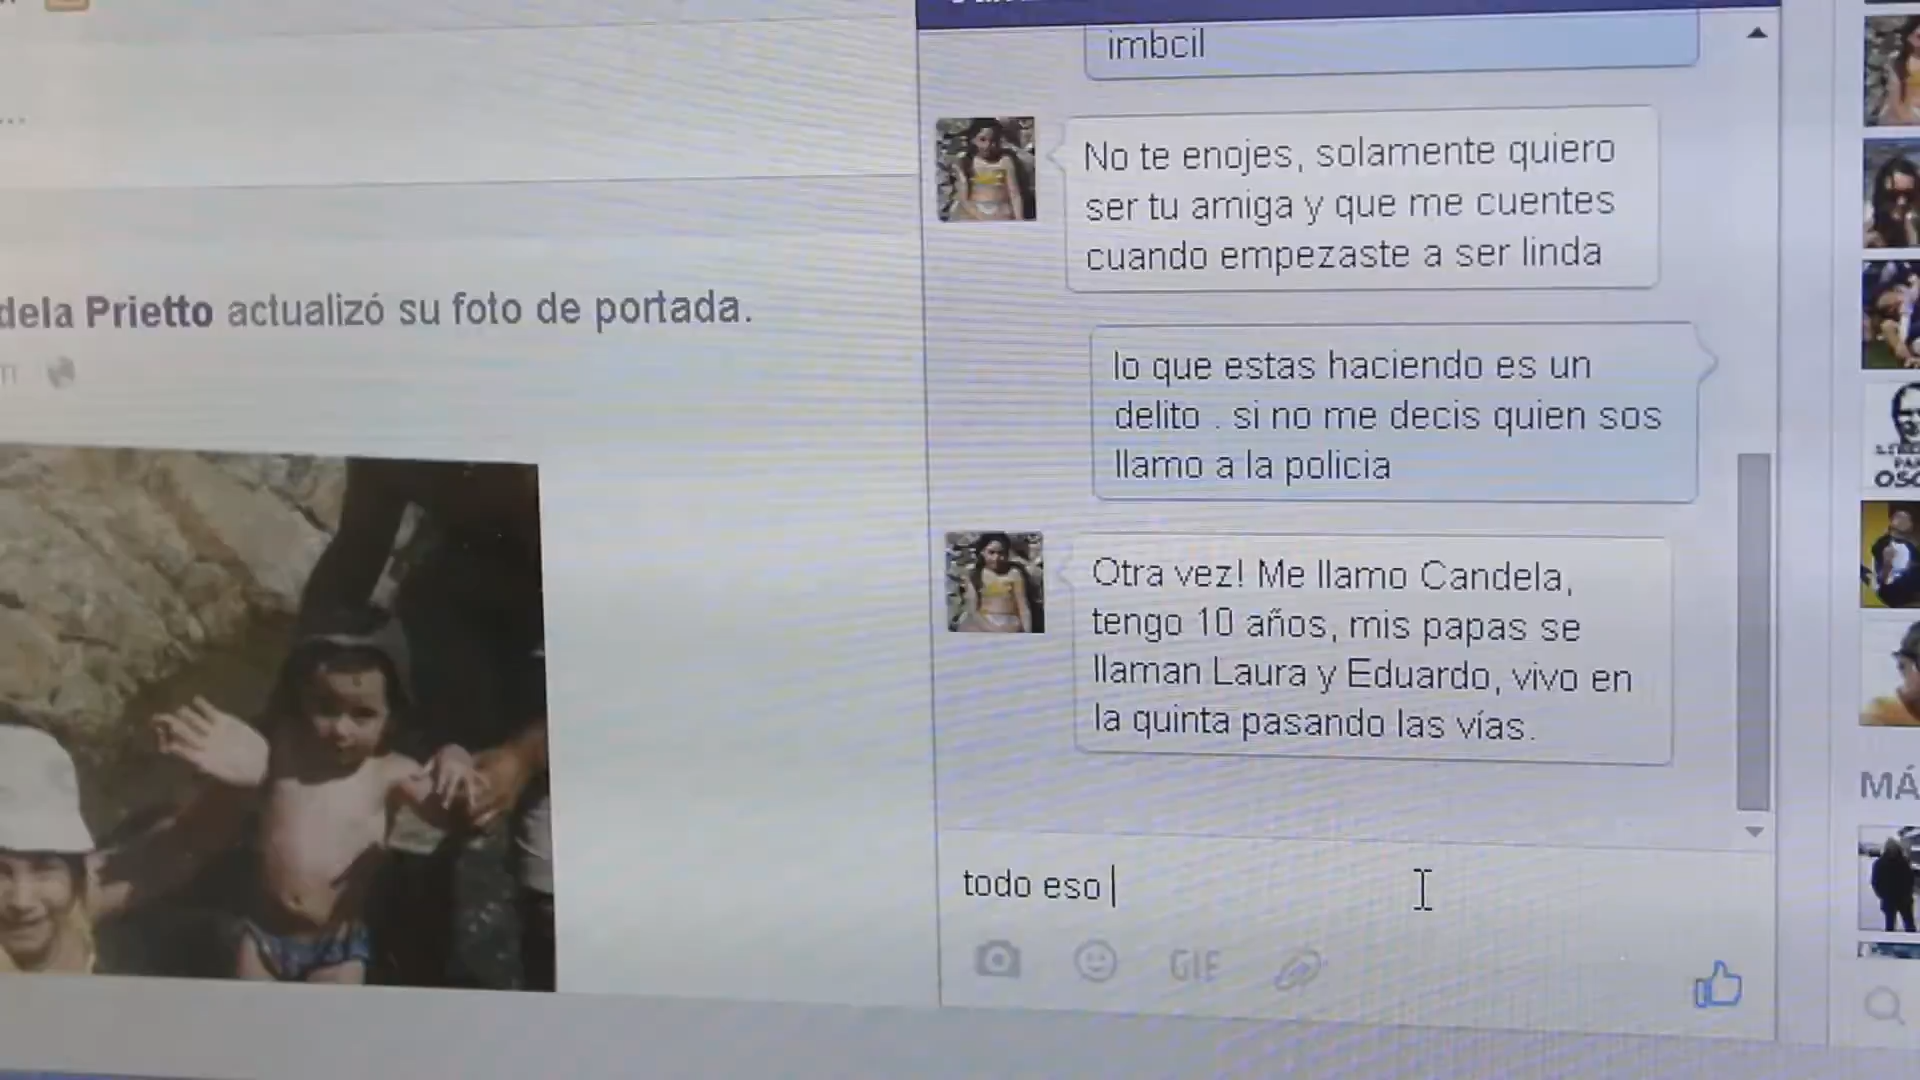 imbcil
No te enojes, solamente quiero
ser tu amiga y que me cuentes
cuando empezaste a ser linda
dela Prietto actualizó su foto de portada.
lo que estas haciendo es un
delito . si no me decis quien sos
llamo a la policia
Otra vez! Me llamo Candela,
tengo 10 años, mis papas se
llaman Laura y Eduardo, vivo en
la quinta pasando las vías.
todo eso
GIF
MÁ